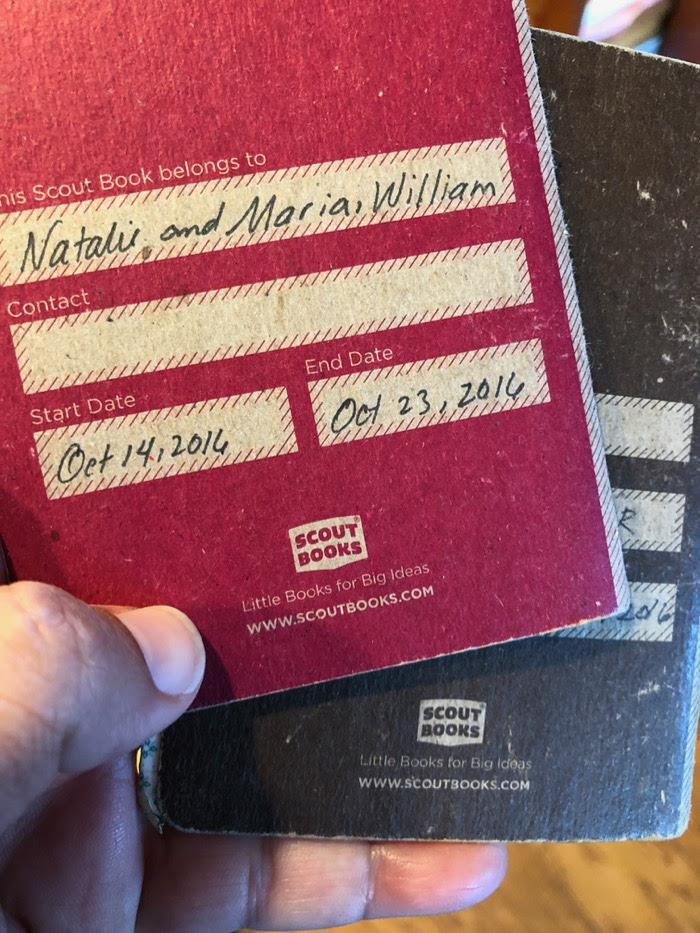 his Scout Book belongs to
Natalie and Maria, William
Contact
Start Date
End Date
Oct 14, 2016
Oct 23, 2016
SCOUT
BOOKS
Little Books for Big Ideas
WWW.SCOUTBOOKS.COM
R
2016
SCOUT
BOOKS
Little Books for Big Ideas
WWW.SCOUTBOOKS.COM